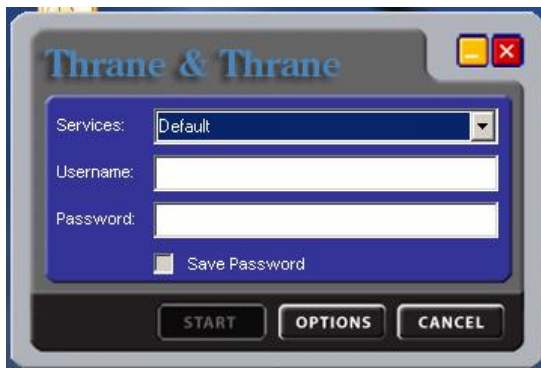 Thrane & Thrane
Services: Default
Username:
Password:
Save Password
START OPTIONS CANCEL